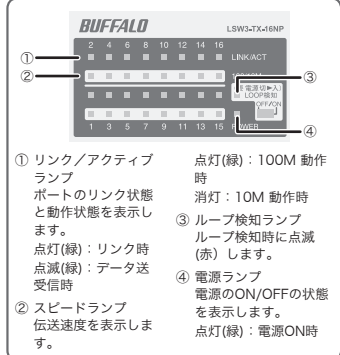 BUFFALO
LSW3-TX-16NP
2 4 6 8 10 12 14 16
① LINK/ACT
②
③
電源切▶入)
LOOP検知
OFF/ON
1 3 5 7 9 11 13 15
④
① リンク／アクティブ
ランプ
ポートのリンク状態
と動作状態を表示し
ます。
点灯(緑)：リンク時
点滅(緑)：データ送
受信時
② スピードランプ
伝送速度を表示しま
す。
点灯(緑)：100M 動作
時
消灯：10M 動作時
③ ループ検知ランプ
ループ検知時に点滅
(赤）します。
④ 電源ランプ
電源のON/OFFの状態
を表示します。
点灯(緑)：電源ON時